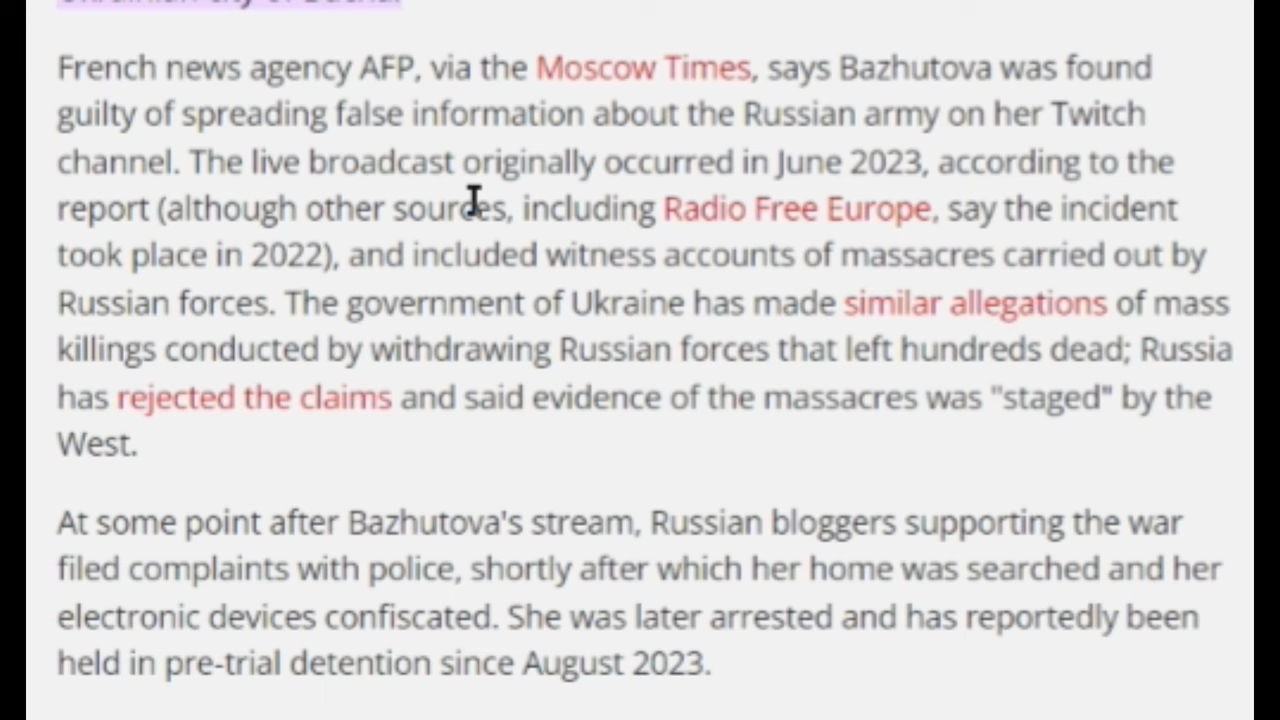 French news agency AFP, via the Moscow Times, says Bazhutova was found
guilty of spreading false information about the Russian army on her Twitch
channel. The live broadcast originally occurred in June 2023, according to the
report (although other sources, including Radio Free Europe, say the incident
took place in 2022), and included witness accounts of massacres carried out by
Russian forces. The government of Ukraine has made similar allegations of mass
killings conducted by withdrawing Russian forces that left hundreds dead; Russia
has rejected the claims and said evidence of the massacres was "staged" by the
West.
At some point after Bazhutova's stream, Russian bloggers supporting the war
filed complaints with police, shortly after which her home was searched and her
electronic devices confiscated. She was later arrested and has reportedly been
held in pre-trial detention since August 2023.